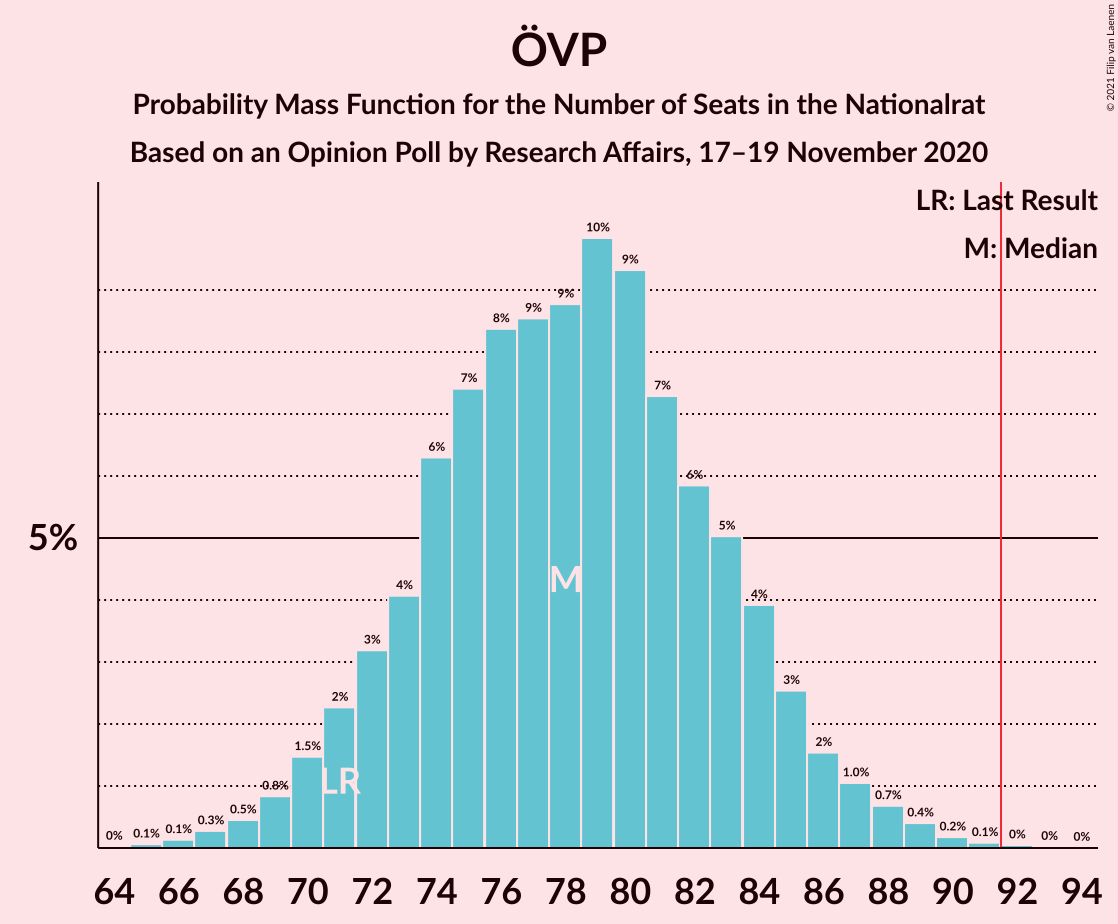 ÖVP
Probability Mass Function for the Number of Seats in the Nationalrat
Based on an Opinion Poll by Research Affairs, 17–19 November 2020
© 2021 Filip van Laenen
LR: Last Result
M: Median
5%
0% 0.1% 0.1% 0.3% 0.5% 0.8% 1.5% 2% 3% 4% 6% 7% 8% 9% 9% 10% 9% 7% 6% 5% 4% 3% 2% 1.0% 0.7% 0.4% 0.2% 0.1% 0% 0% 0%
M
LR
64 66 68 70 72 74 76 78 80 82 84 86 88 90 92 94